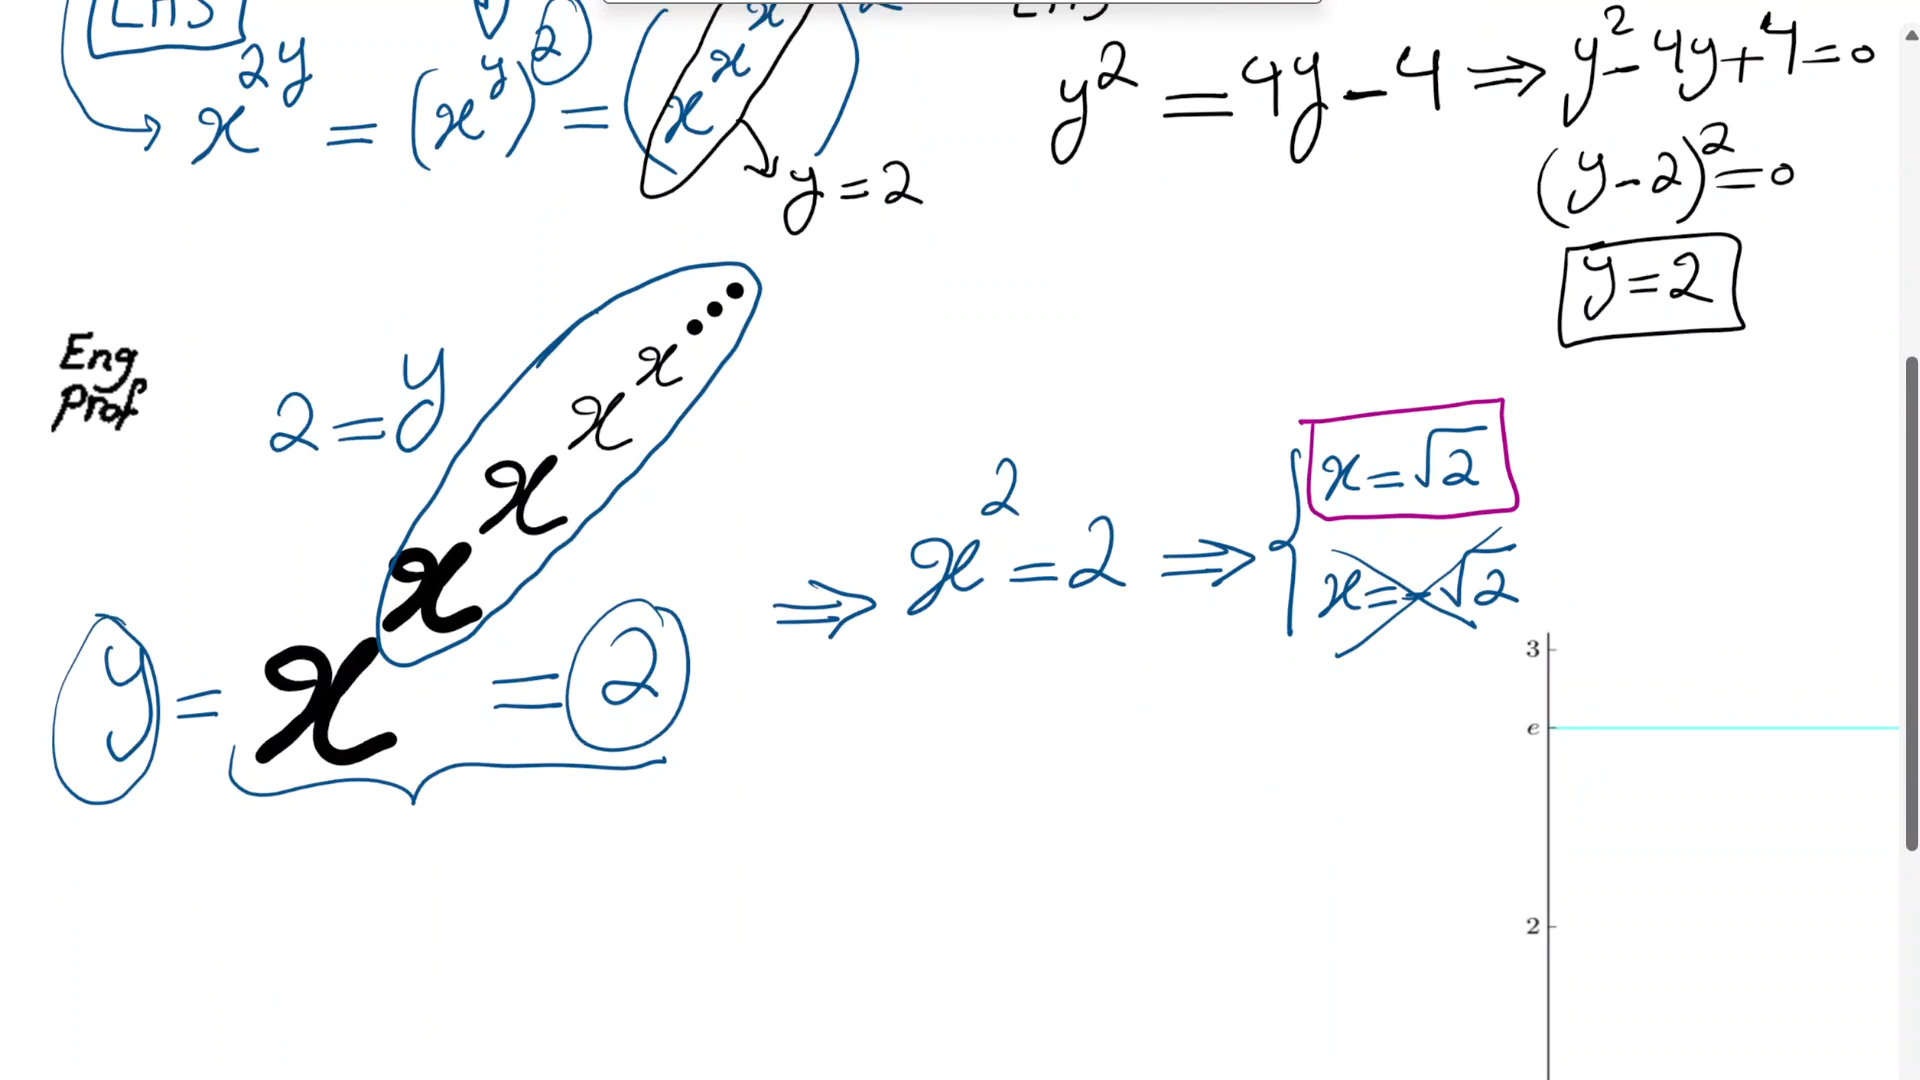 LHS
x^{2y} = (x^y)^2 = (x^{x^x}
y = 2
LHS
y^2 = 4y - 4 ⇒ y^2 - 4y + 4 = 0
(y - 2)^2 = 0
y = 2
Eng
Prof
2 = y
y = x^{x^{x^{x^{x^{...}}}}} = 2 ⇒ x^2 = 2 ⇒ { x = √2
x = -√2
3
e
2